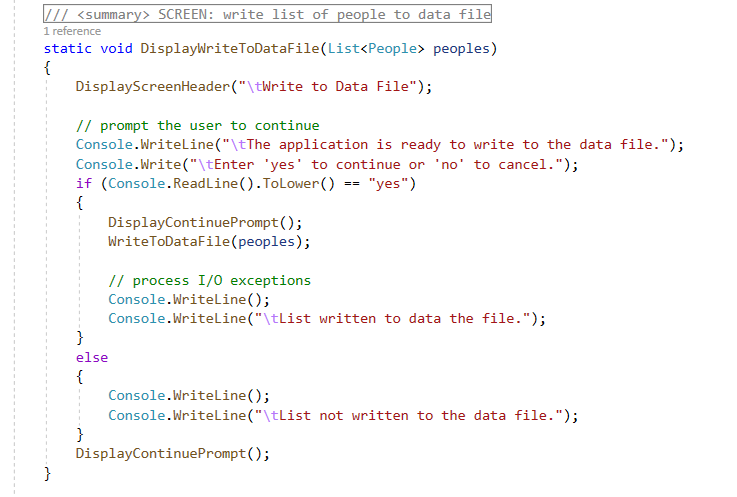 /// <summary> SCREEN: write list of people to data file
1 reference
static void DisplayWriteToDataFile(List<People> peoples)
{
DisplayScreenHeader("\tWrite to Data File");
// prompt the user to continue
Console.WriteLine("\tThe application is ready to write to the data file.");
Console.Write("\tEnter 'yes' to continue or 'no' to cancel.");
if (Console.ReadLine().ToLower() == "yes")
{
DisplayContinuePrompt();
WriteToDataFile(peoples);
// process I/O exceptions
Console.WriteLine();
Console.WriteLine("\tList written to data the file.");
}
else
{
Console.WriteLine();
Console.WriteLine("\tList not written to the data file.");
}
DisplayContinuePrompt();
}